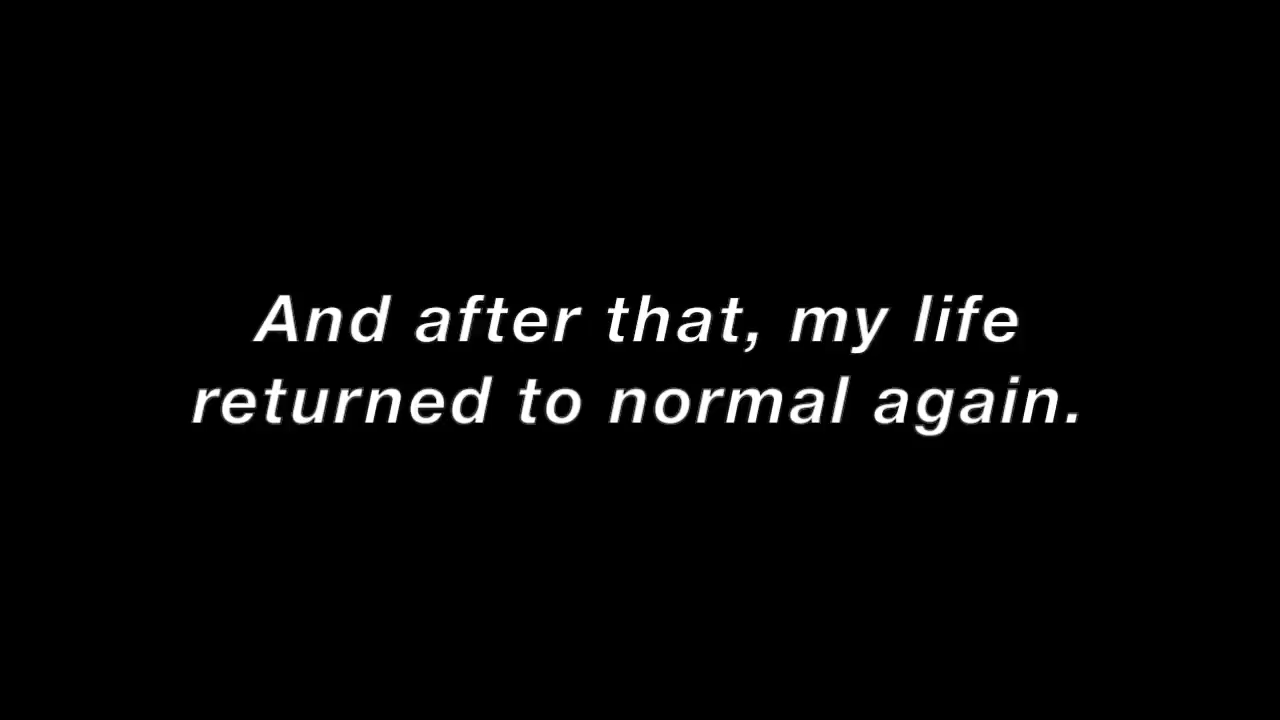 And after that, my life
returned to normal again.